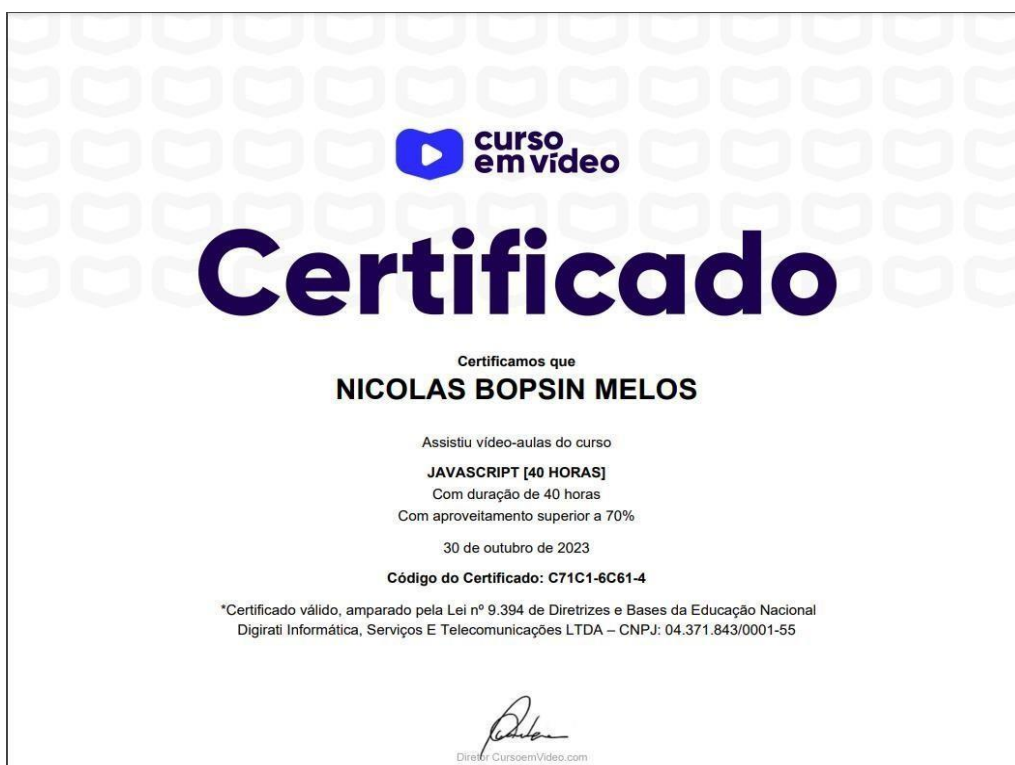 curso
em vídeo
Certificado
Certificamos que
NICOLAS BOPSIN MELOS
Assistiu vídeo-aulas do curso
JAVASCRIPT [40 HORAS]
Com duração de 40 horas
Com aproveitamento superior a 70%
30 de outubro de 2023
Código do Certificado: C71C1-6C61-4
*Certificado válido, amparado pela Lei nº 9.394 de Diretrizes e Bases da Educação Nacional
Digirati Informática, Serviços E Telecomunicações LTDA – CNPJ: 04.371.843/0001-55
Diretor CursoemVideo.com